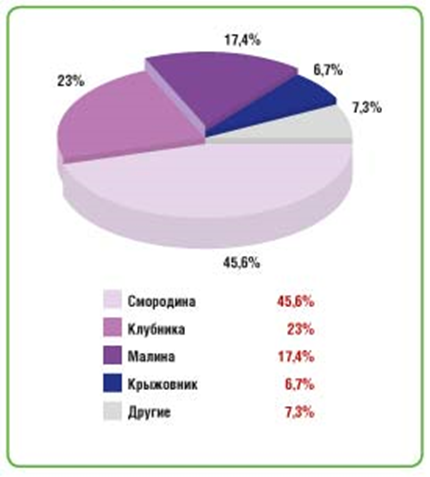 17,4%
6,7%
23%
7,3%
45,6%
Смородина 45,6%
Клубника 23%
Малина 17,4%
Крыжовник 6,7%
Другие 7,3%